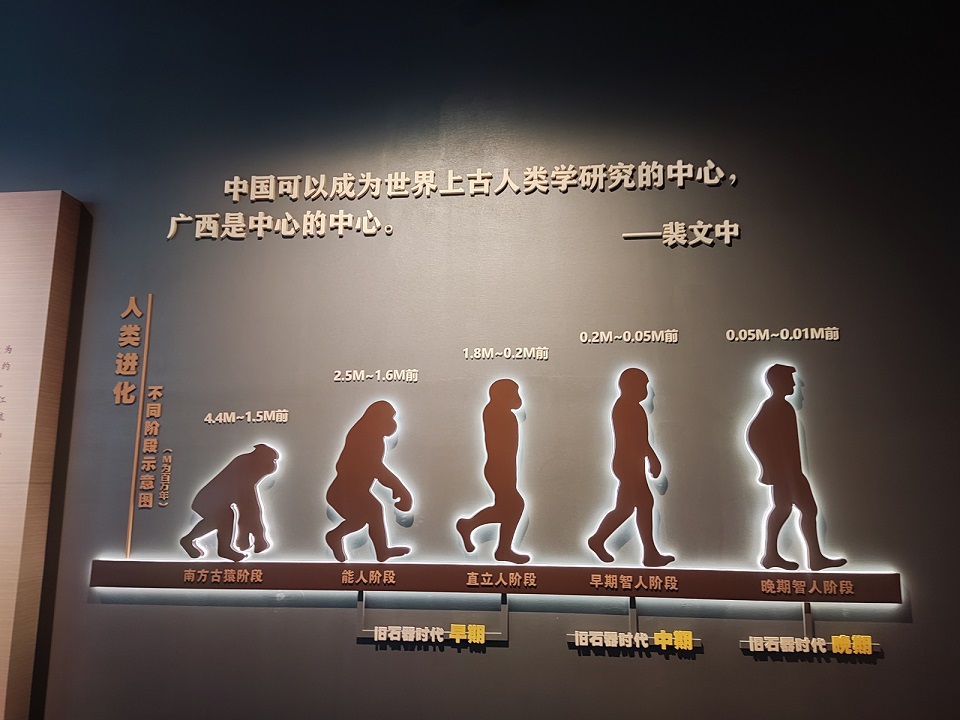 中国可以成为世界上古人类学研究的中心，
广西是中心的中心。
——裴文中
人类进化
不同阶段示意图
（M为百万年）
4.4M~1.5M前
2.5M~1.6M前
1.8M~0.2M前
0.2M~0.05M前
0.05M~0.01M前
南方古猿阶段
能人阶段
直立人阶段
早期智人阶段
晚期智人阶段
旧石器时代 早期
旧石器时代 中期
旧石器时代 晚期
为
约